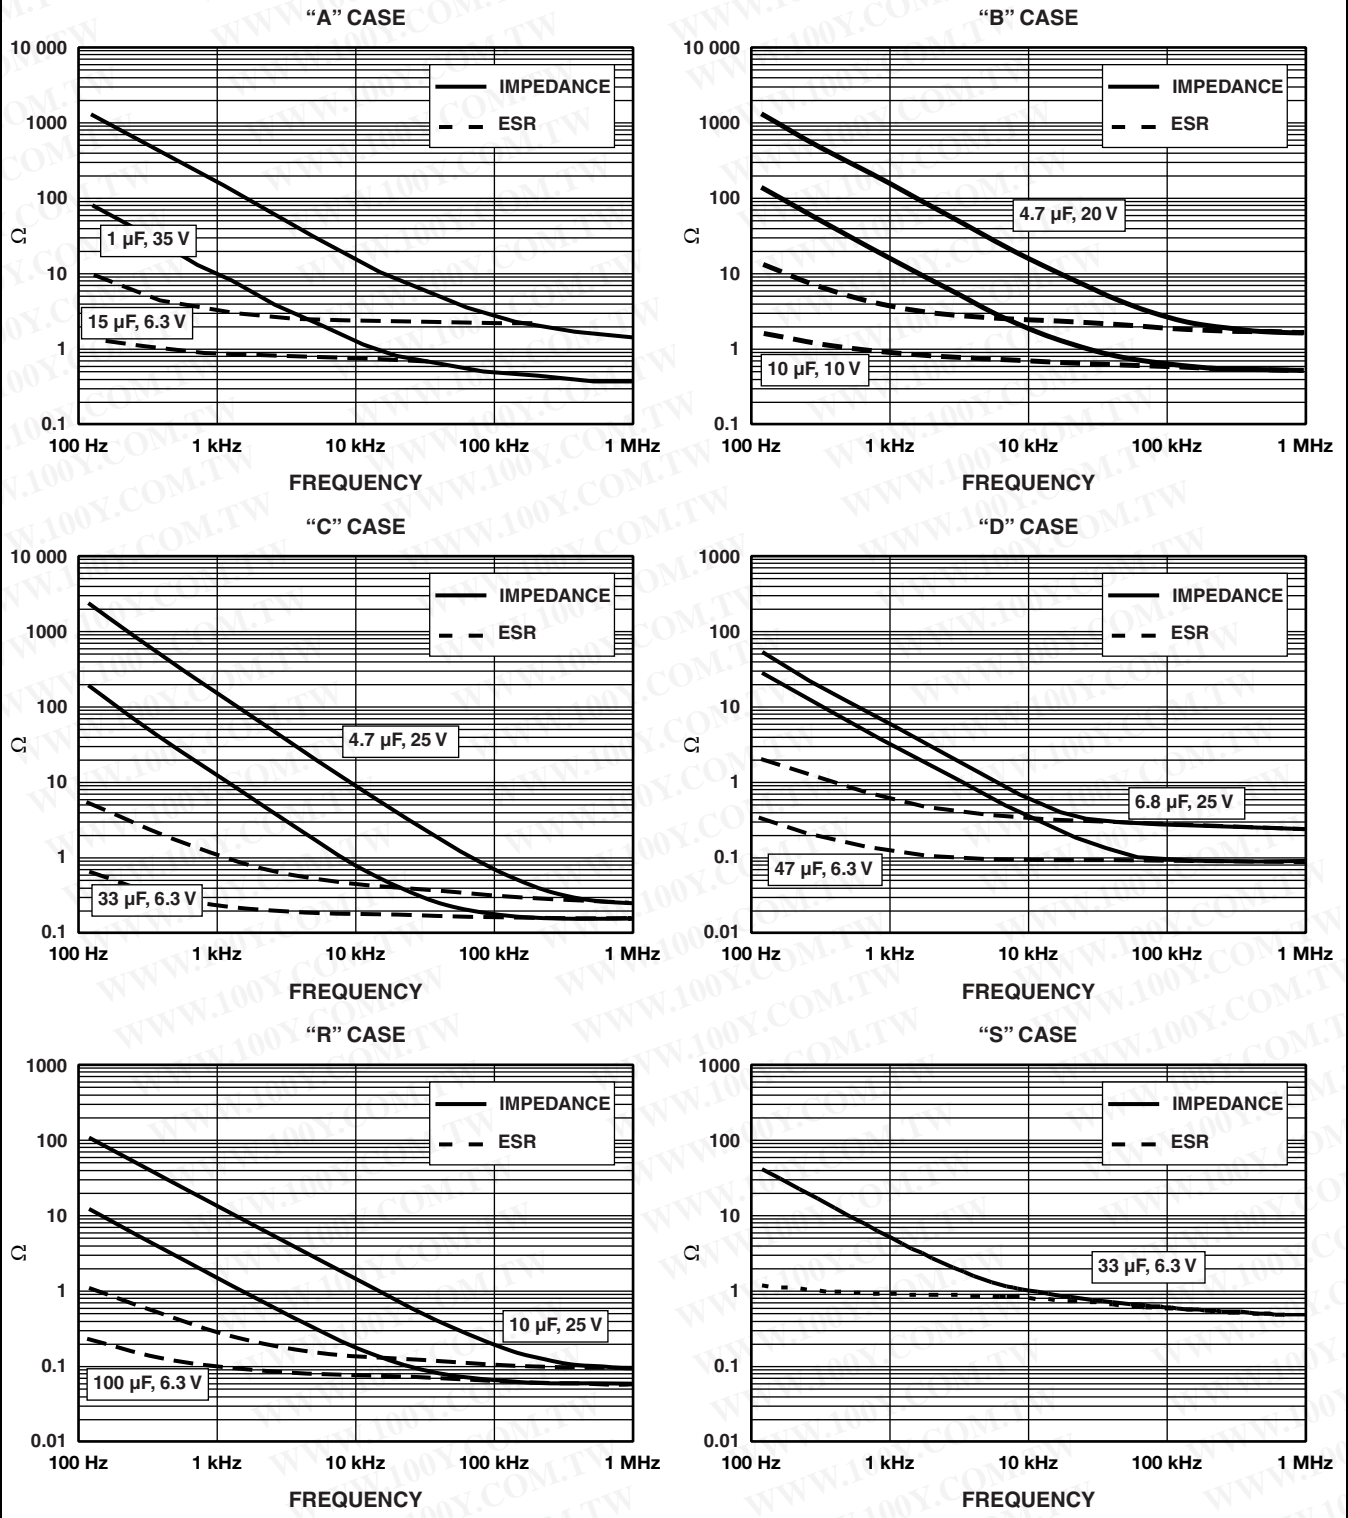 “A” CASE
10 000
1000
100
10
1
0.1
Ω
IMPEDANCE
ESR
1 µF, 35 V
15 µF, 6.3 V
100 Hz 1 kHz 10 kHz 100 kHz 1 MHz
FREQUENCY
“B” CASE
10 000
1000
100
10
1
0.1
Ω
IMPEDANCE
ESR
4.7 µF, 20 V
10 µF, 10 V
100 Hz 1 kHz 10 kHz 100 kHz 1 MHz
FREQUENCY
“C” CASE
10 000
1000
100
10
1
0.1
Ω
IMPEDANCE
ESR
4.7 µF, 25 V
33 µF, 6.3 V
100 Hz 1 kHz 10 kHz 100 kHz 1 MHz
FREQUENCY
“D” CASE
1000
100
10
1
0.1
0.01
Ω
IMPEDANCE
ESR
6.8 µF, 25 V
47 µF, 6.3 V
100 Hz 1 kHz 10 kHz 100 kHz 1 MHz
FREQUENCY
“R” CASE
1000
100
10
1
0.1
0.01
Ω
IMPEDANCE
ESR
10 µF, 25 V
100 µF, 6.3 V
100 Hz 1 kHz 10 kHz 100 kHz 1 MHz
FREQUENCY
“S” CASE
1000
100
10
1
0.1
0.01
Ω
IMPEDANCE
ESR
33 µF, 6.3 V
100 Hz 1 kHz 10 kHz 100 kHz 1 MHz
FREQUENCY
WWW.100Y.COM.TW